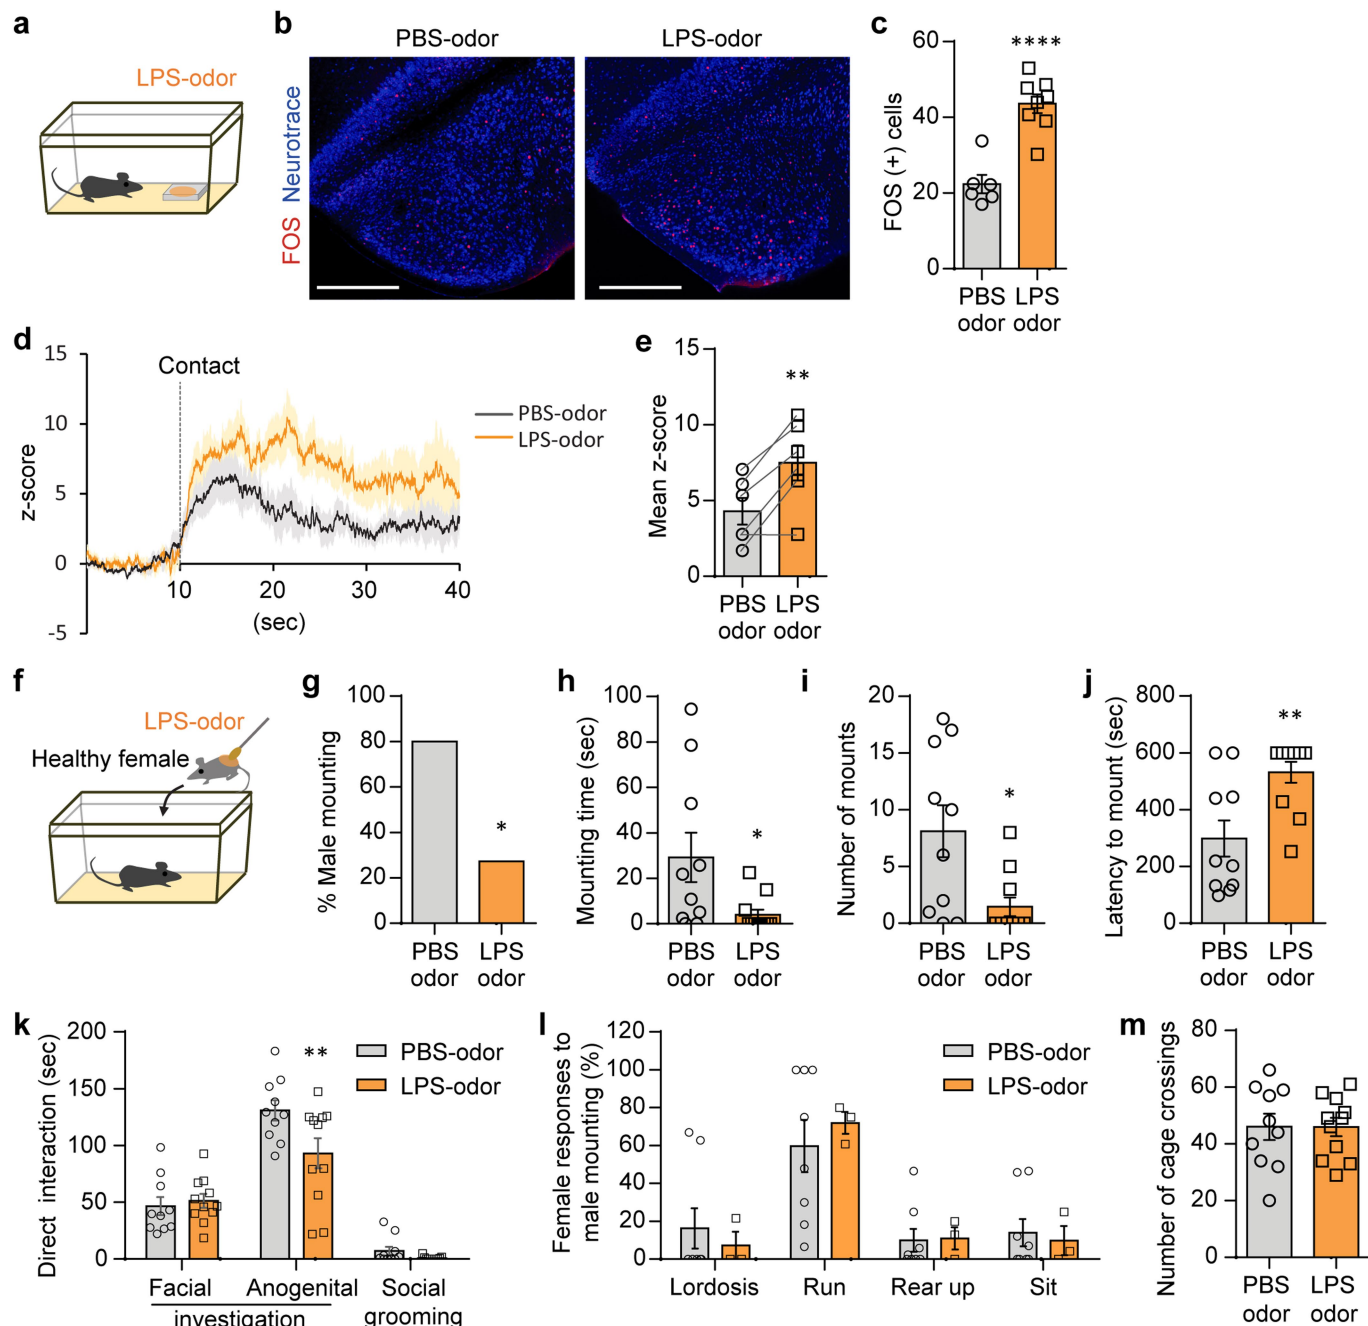 a
LPS-odor
b
PBS-odor
LPS-odor
FOS Neurotrace
c
FOS (+) cells
60
40
20
0
****
PBS odor
LPS odor
d
z-score
15
10
5
0
-5
Contact
10
20
30
40
(sec)
PBS-odor
LPS-odor
e
Mean z-score
15
10
5
0
**
PBS odor
LPS odor
f
LPS-odor
Healthy female
g
% Male mounting
100
80
60
40
20
0
*
PBS odor
LPS odor
h
Mounting time (sec)
100
80
60
40
20
0
*
PBS odor
LPS odor
i
Number of mounts
20
15
10
5
0
*
PBS odor
LPS odor
j
Latency to mount (sec)
800
600
400
200
0
**
PBS odor
LPS odor
k
Direct interaction (sec)
200
150
100
50
0
**
PBS-odor
LPS-odor
Facial
Anogenital
investigation
Social
grooming
l
Female responses to
male mounting (%)
120
100
80
60
40
20
0
PBS-odor
LPS-odor
Lordosis
Run
Rear up
Sit
m
Number of cage crossings
80
60
40
20
0
PBS odor
LPS odor